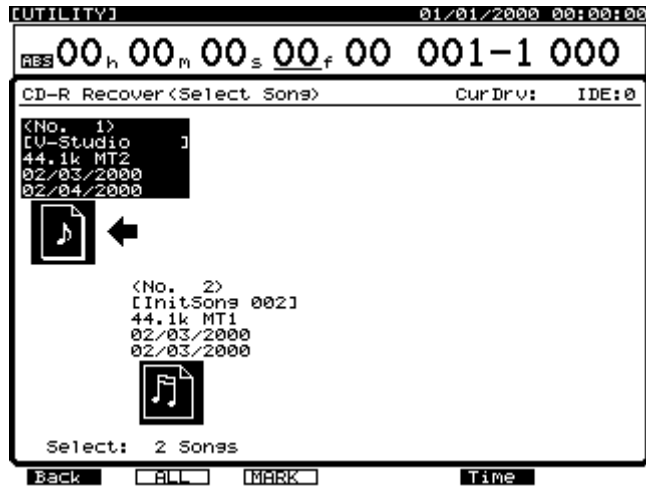 [UTILITY] 01/01/2000 00:00:00
ABS 00h 00m 00s 00f 00 001-1 000
CD-R Recover<Select Song> CurDrv: IDE:0
<No. 1>
[V-Studio ]
44.1k MT2
02/03/2000
02/04/2000
<No. 2>
[InitSong 002]
44.1k MT1
02/03/2000
02/03/2000
Select: 2 Songs
Back ALL MARK Time